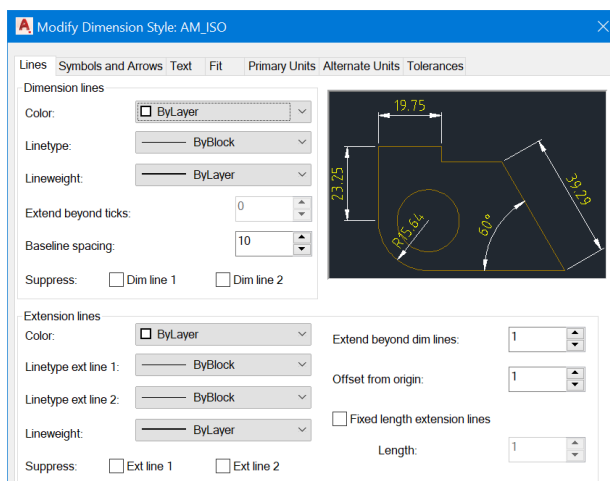 Modify Dimension Style: AM_ISO
Lines Symbols and Arrows Text Fit Primary Units Alternate Units Tolerances
Dimension lines
Color: ByLayer
Linetype: ByBlock
Lineweight: ByLayer
Extend beyond ticks: 0
Baseline spacing: 10
Suppress: Dim line 1 Dim line 2
19.75
23.25
39.29
R15.64
60°
Extension lines
Color: ByLayer
Linetype ext line 1: ByBlock
Linetype ext line 2: ByBlock
Lineweight: ByLayer
Suppress: Ext line 1 Ext line 2
Extend beyond dim lines: 1
Offset from origin: 1
Fixed length extension lines
Length: 1